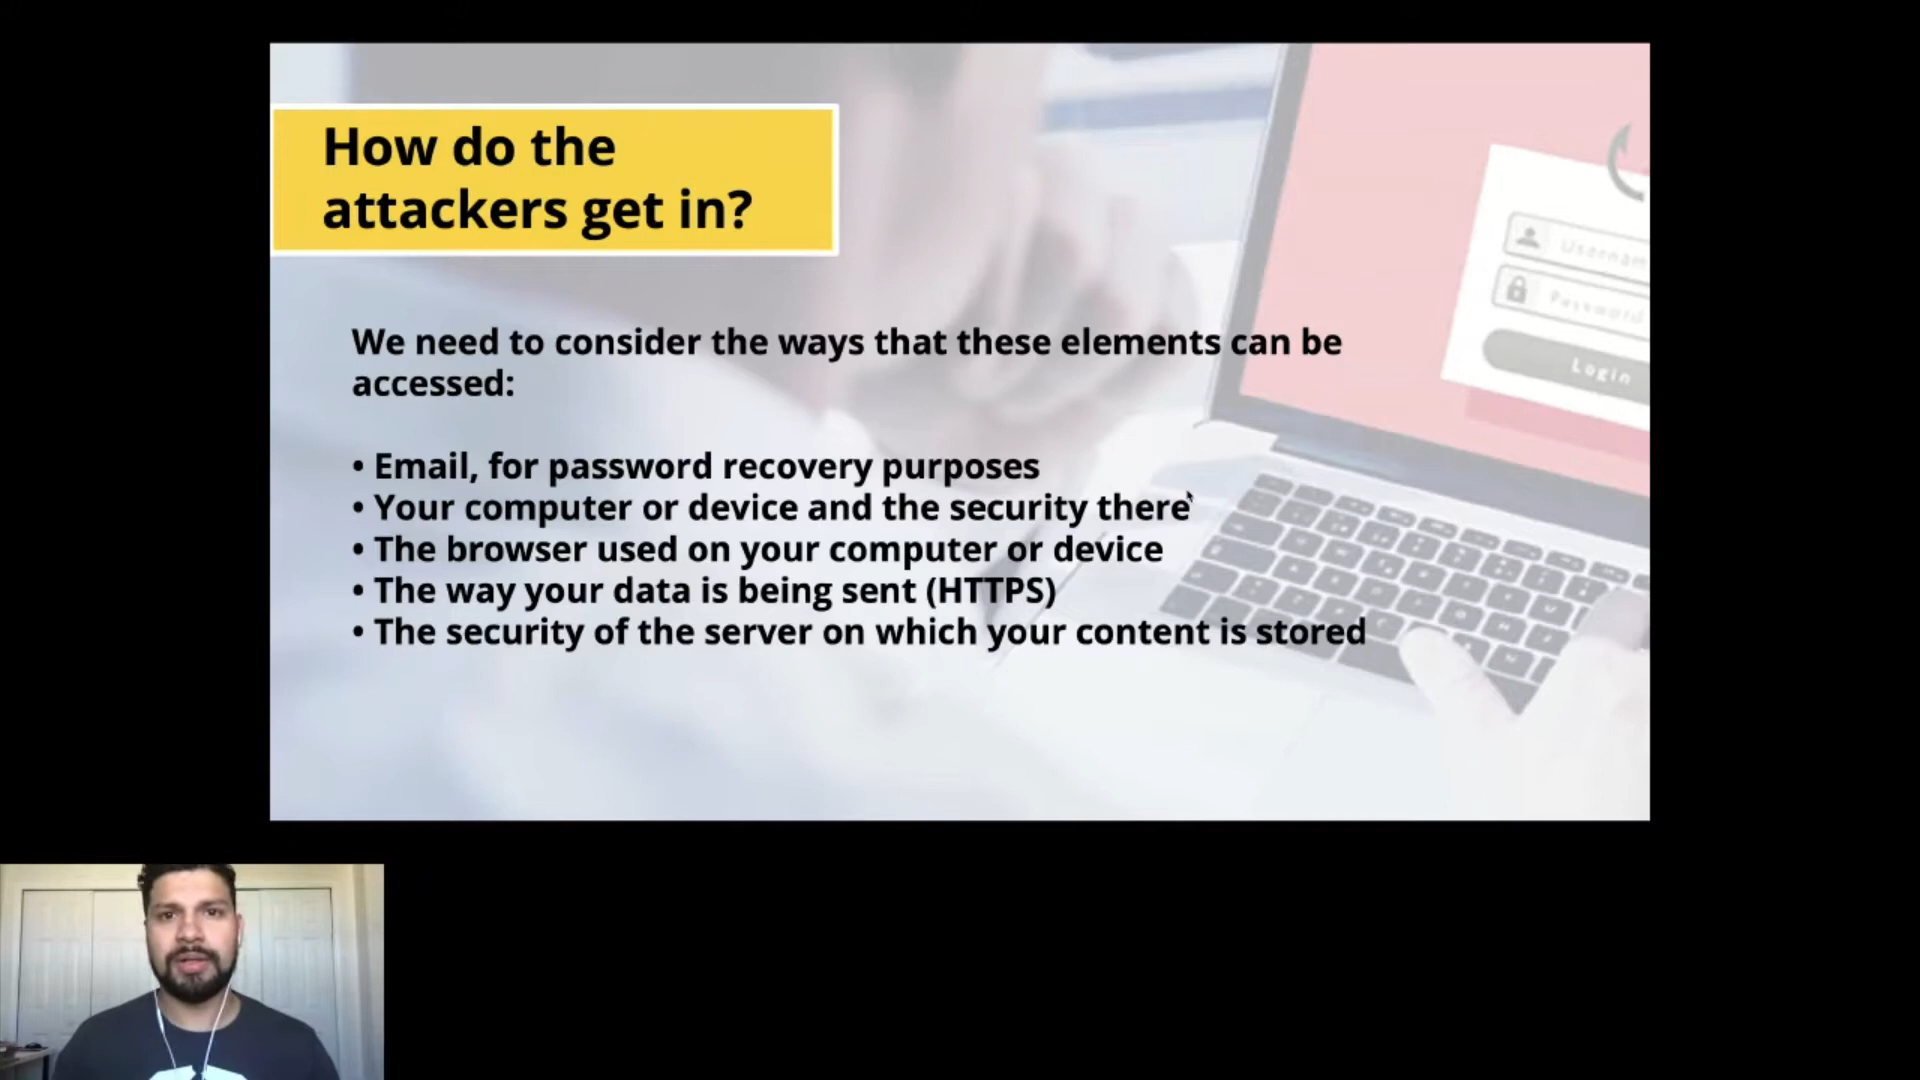 How do the
attackers get in?
We need to consider the ways that these elements can be
accessed:
• Email, for password recovery purposes
• Your computer or device and the security there
• The browser used on your computer or device
• The way your data is being sent (HTTPS)
• The security of the server on which your content is stored
Usernam
Password
Login